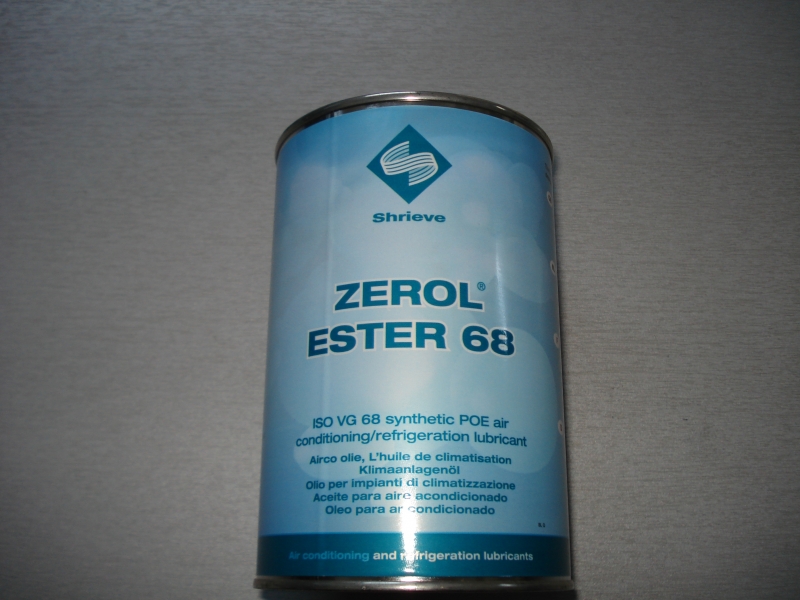 Shrieve
ZEROL®
ESTER 68
ISO VG 68 synthetic POE air
conditioning/refrigeration lubricant
Airco olie, L'huile de climatisation
Klimaanlagenöl
Olio per impianti di climatizzazione
Aceite para aire acondicionado
Oleo para ar condicionado
Air conditioning and refrigeration lubricants